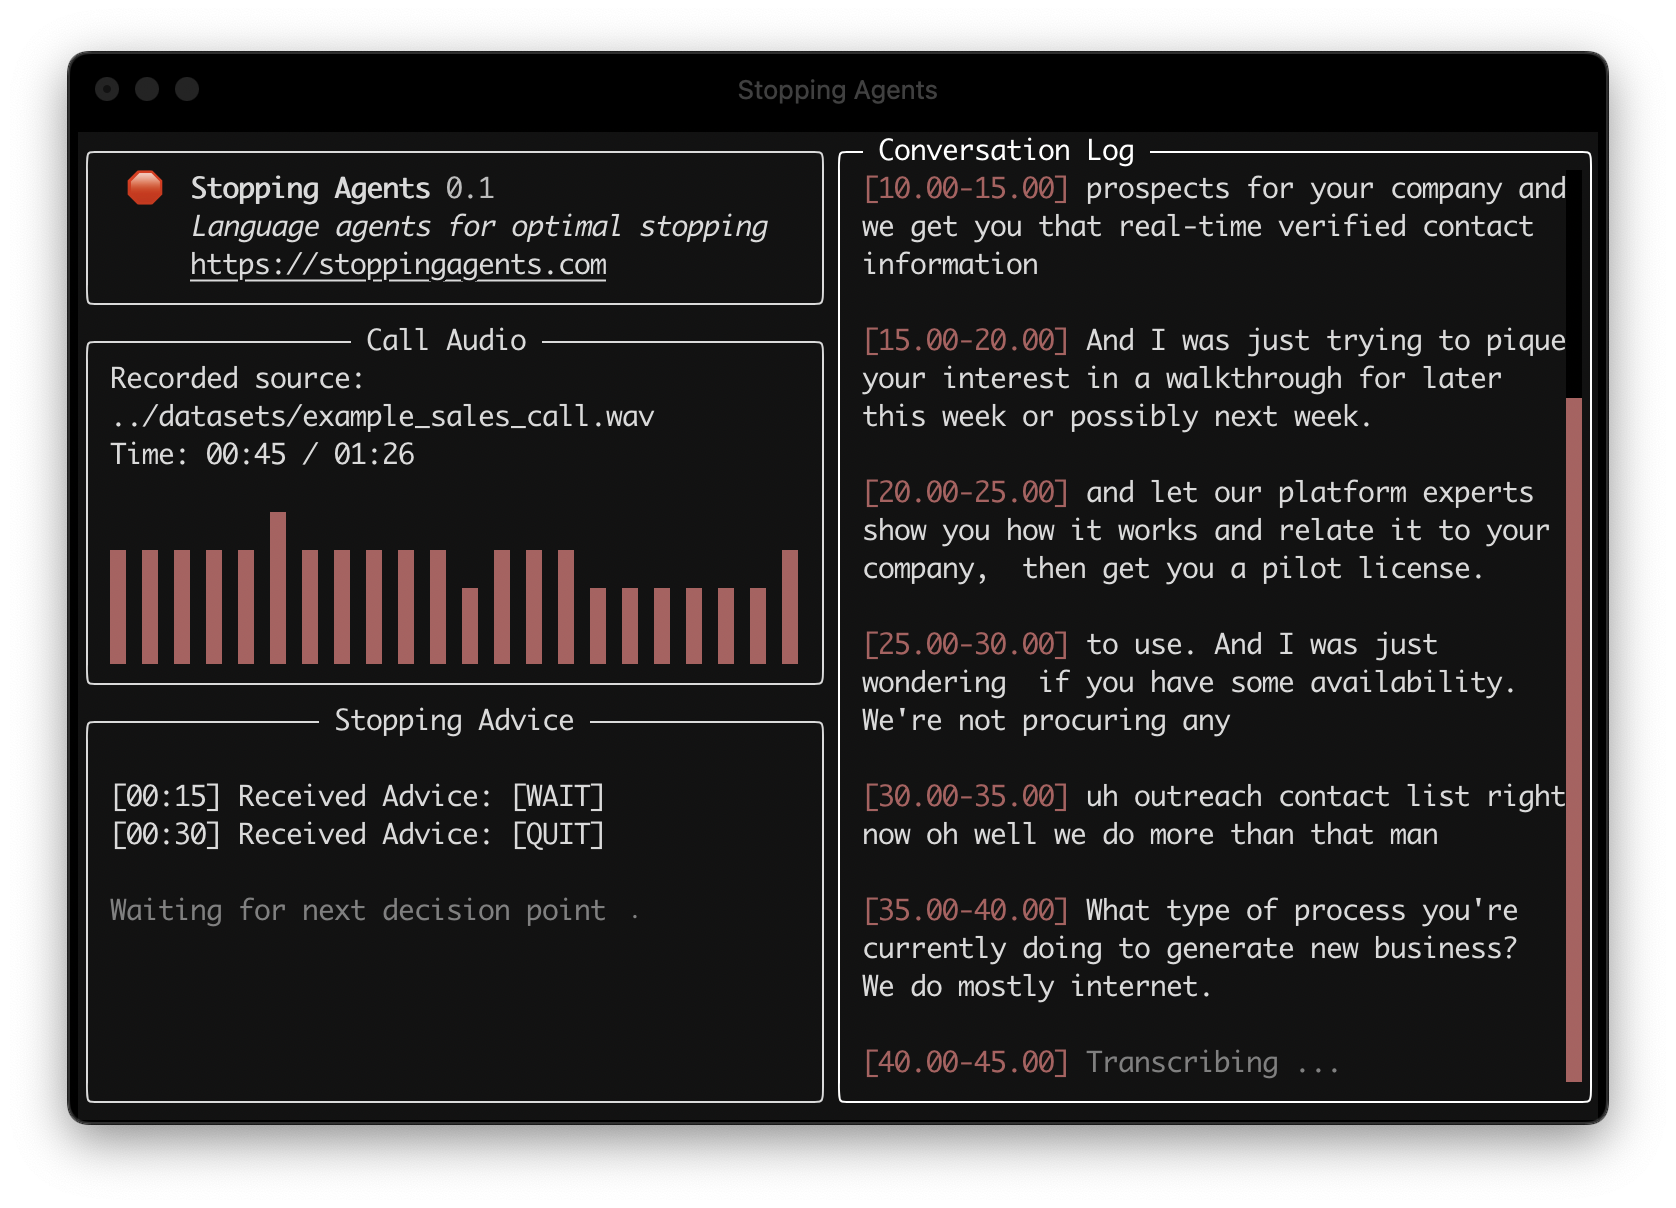 Stopping Agents
Stopping Agents 0.1
Language agents for optimal stopping
https://stoppingagents.com
Call Audio
Recorded source:
../datasets/example_sales_call.wav
Time: 00:45 / 01:26
Stopping Advice
[00:15] Received Advice: [WAIT]
[00:30] Received Advice: [QUIT]
Waiting for next decision point .
Conversation Log
[10.00-15.00] prospects for your company and
we get you that real-time verified contact
information
[15.00-20.00] And I was just trying to pique
your interest in a walkthrough for later
this week or possibly next week.
[20.00-25.00] and let our platform experts
show you how it works and relate it to your
company,  then get you a pilot license.
[25.00-30.00] to use. And I was just
wondering  if you have some availability.
We're not procuring any
[30.00-35.00] uh outreach contact list right
now oh well we do more than that man
[35.00-40.00] What type of process you're
currently doing to generate new business?
We do mostly internet.
[40.00-45.00] Transcribing ...